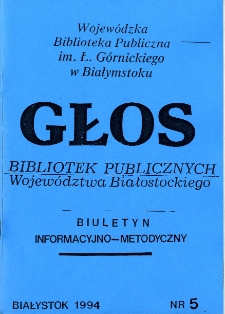 Wojewódzka
Biblioteka Publiczna
im. Ł. Górnickiego
w Białymstoku
GŁOS
BIBLIOTEK PUBLICZNYCH
Województwa Białostockiego
BIULETYN
INFORMACYJNO-METODYCZNY
BIAŁYSTOK 1994 NR 5